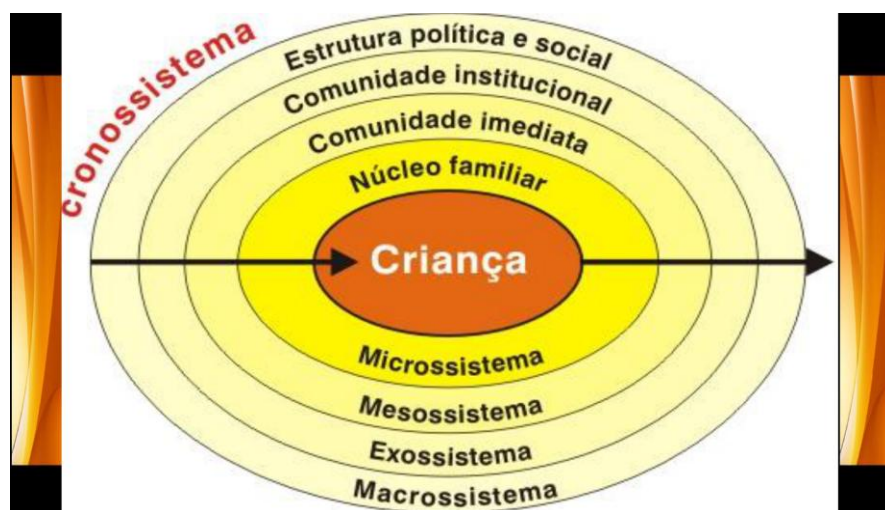 cronossistema
Estrutura política e social
Comunidade institucional
Comunidade imediata
Núcleo familiar
Criança
Microssistema
Mesossistema
Exossistema
Macrossistema